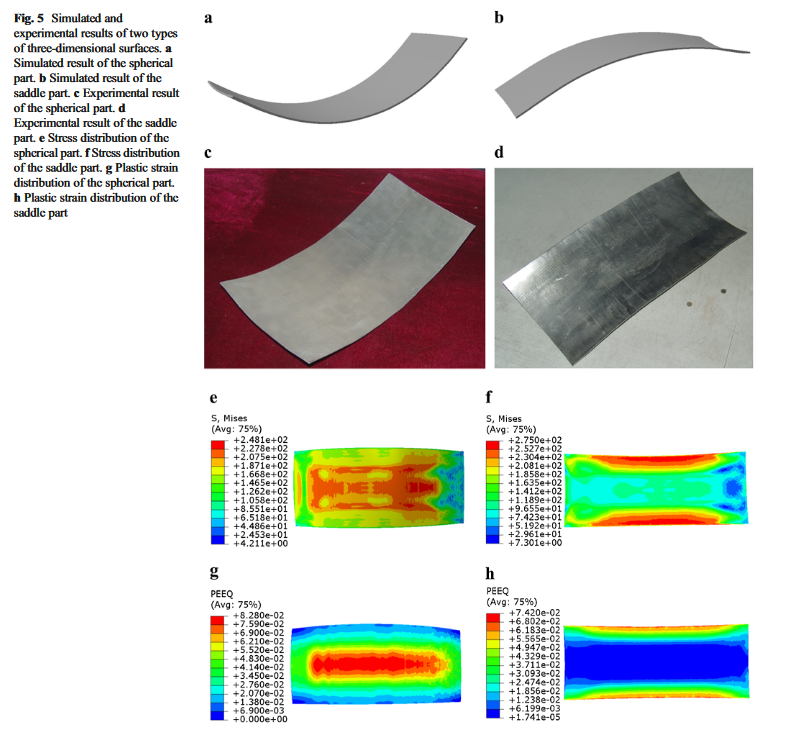 Fig. 5 Simulated and
experimental results of two types
of three-dimensional surfaces. a
Simulated result of the spherical
part. b Simulated result of the
saddle part. c Experimental result
of the spherical part. d
Experimental result of the saddle
part. e Stress distribution of the
spherical part. f Stress distribution
of the saddle part. g Plastic strain
distribution of the spherical part.
h Plastic strain distribution of the
saddle part
a
b
c
d
e
S, Mises
(Avg: 75%)
+2.481e+02
+2.278e+02
+2.075e+02
+1.871e+02
+1.668e+02
+1.465e+02
+1.262e+02
+1.058e+02
+8.551e+01
+6.518e+01
+4.486e+01
+2.453e+01
+4.211e+00
f
S, Mises
(Avg: 75%)
+2.750e+02
+2.527e+02
+2.304e+02
+2.081e+02
+1.858e+02
+1.635e+02
+1.412e+02
+1.189e+02
+9.655e+01
+7.423e+01
+5.192e+01
+2.961e+01
+7.301e+00
g
PEEQ
(Avg: 75%)
+8.280e-02
+7.590e-02
+6.900e-02
+6.210e-02
+5.520e-02
+4.830e-02
+4.140e-02
+3.450e-02
+2.760e-02
+2.070e-02
+1.380e-02
+6.900e-03
+0.000e+00
h
PEEQ
(Avg: 75%)
+7.420e-02
+6.802e-02
+6.183e-02
+5.565e-02
+4.947e-02
+4.329e-02
+3.711e-02
+3.093e-02
+2.474e-02
+1.856e-02
+1.238e-02
+6.199e-03
+1.741e-05